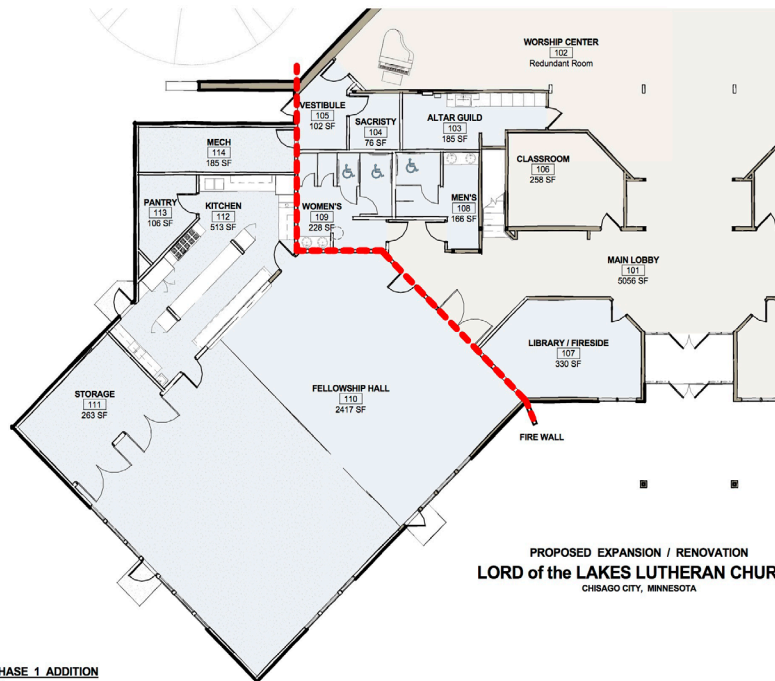 WORSHIP CENTER
102
Redundant Room
VESTIBULE
105
102 SF
SACRISTY
104
76 SF
ALTAR GUILD
103
185 SF
MECH
114
185 SF
CLASSROOM
106
258 SF
PANTRY
113
106 SF
KITCHEN
112
513 SF
WOMEN'S
109
228 SF
MEN'S
108
166 SF
MAIN LOBBY
101
5056 SF
LIBRARY / FIRESIDE
107
330 SF
STORAGE
111
263 SF
FELLOWSHIP HALL
110
2417 SF
FIRE WALL
PROPOSED EXPANSION / RENOVATION
LORD of the LAKES LUTHERAN CHUR
CHISAGO CITY, MINNESOTA
HASE 1 ADDITION